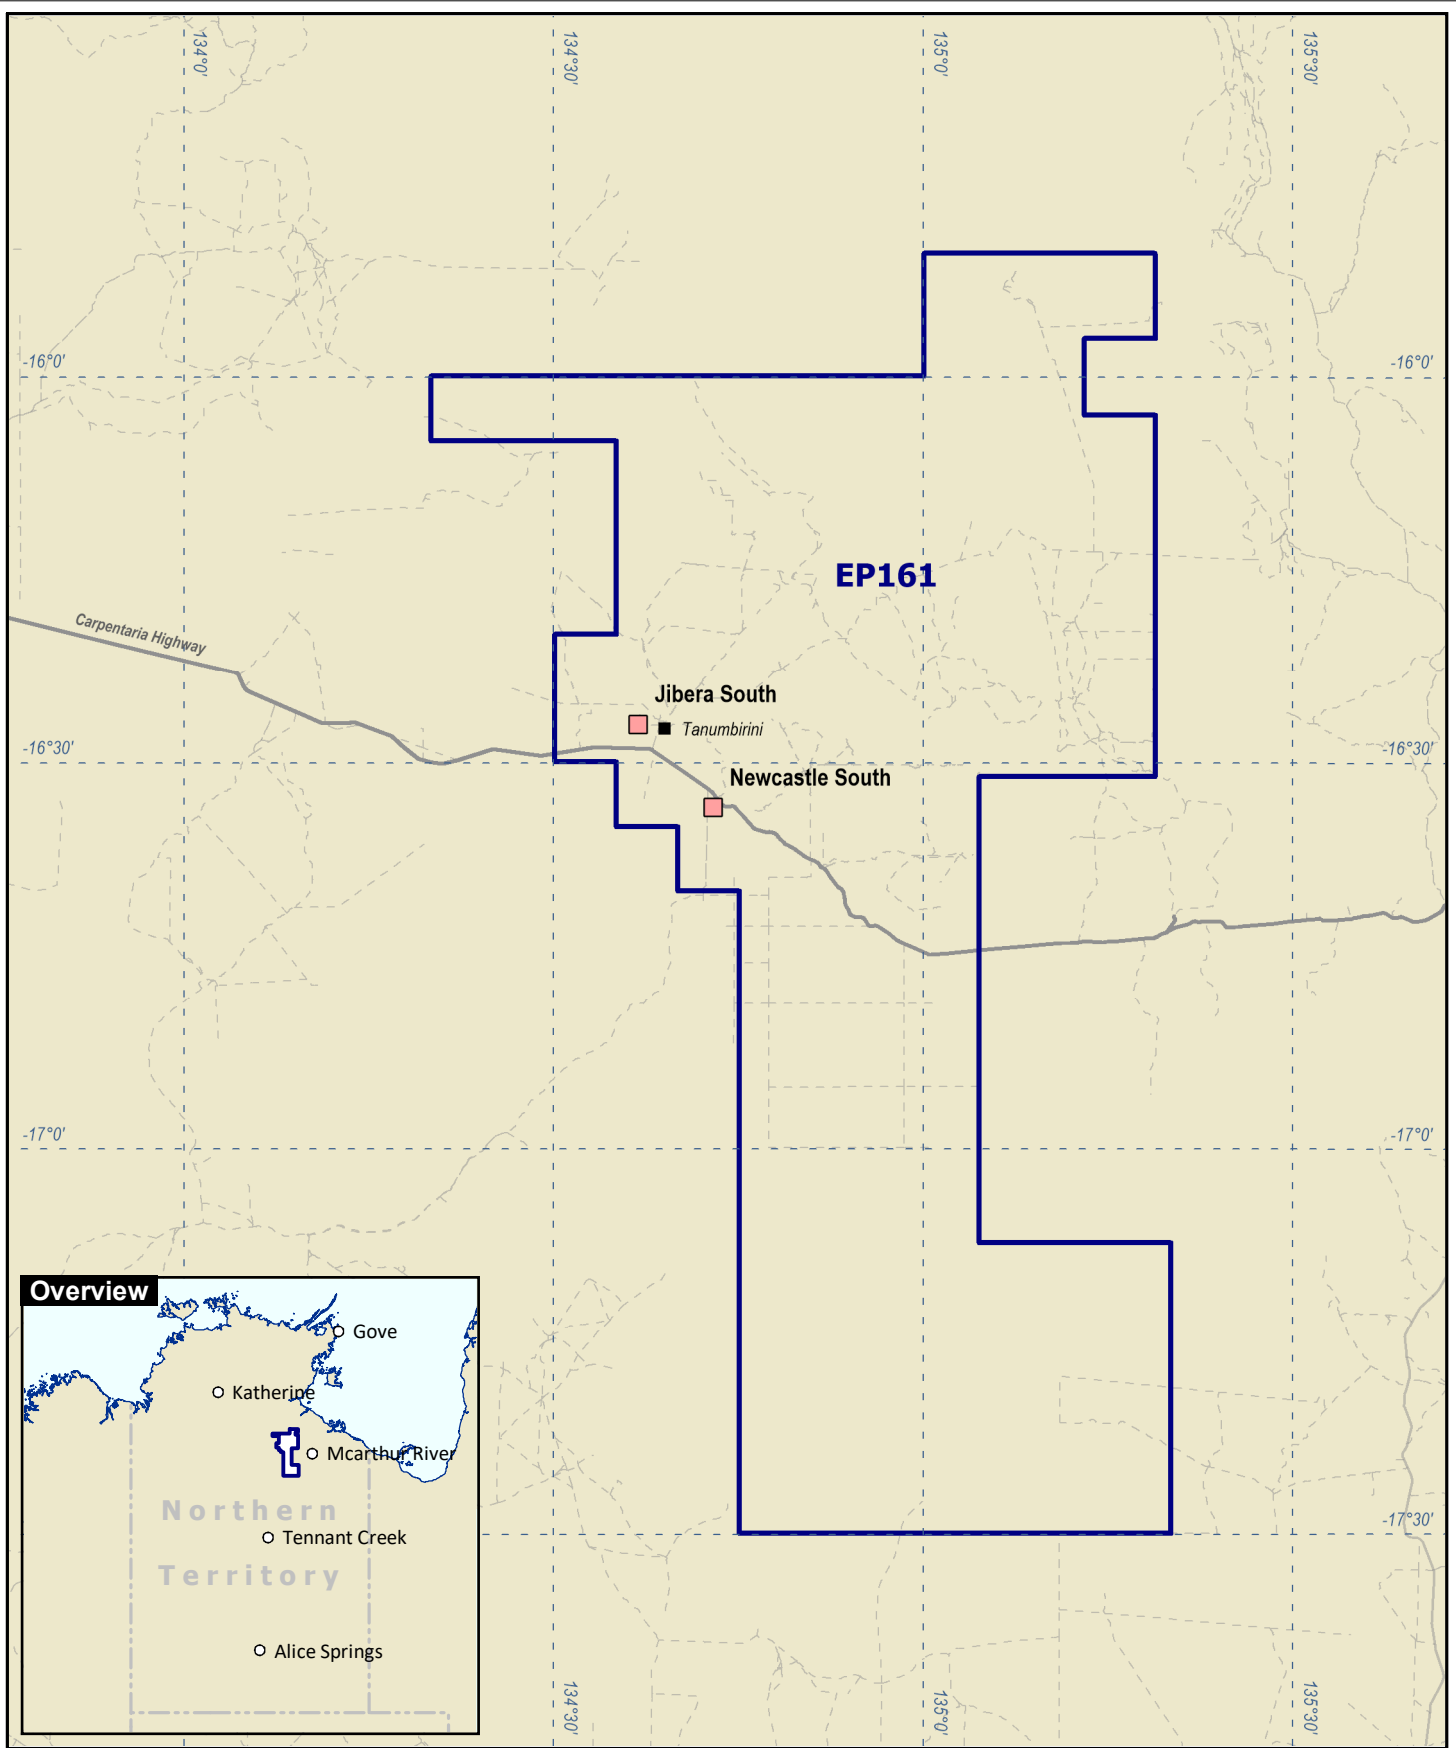 134°0'
134°30'
135°0'
135°30'
-16°0'
-16°0'
EP161
Carpentaria Highway
Jibera South
Tanumbirini
-16°30'
-16°30'
Newcastle South
-17°0'
-17°0'
Overview
Gove
Katherine
Mcarthur River
Northern
Tennant Creek
Territory
Alice Springs
-17°30'
134°30'
135°0'
135°30'